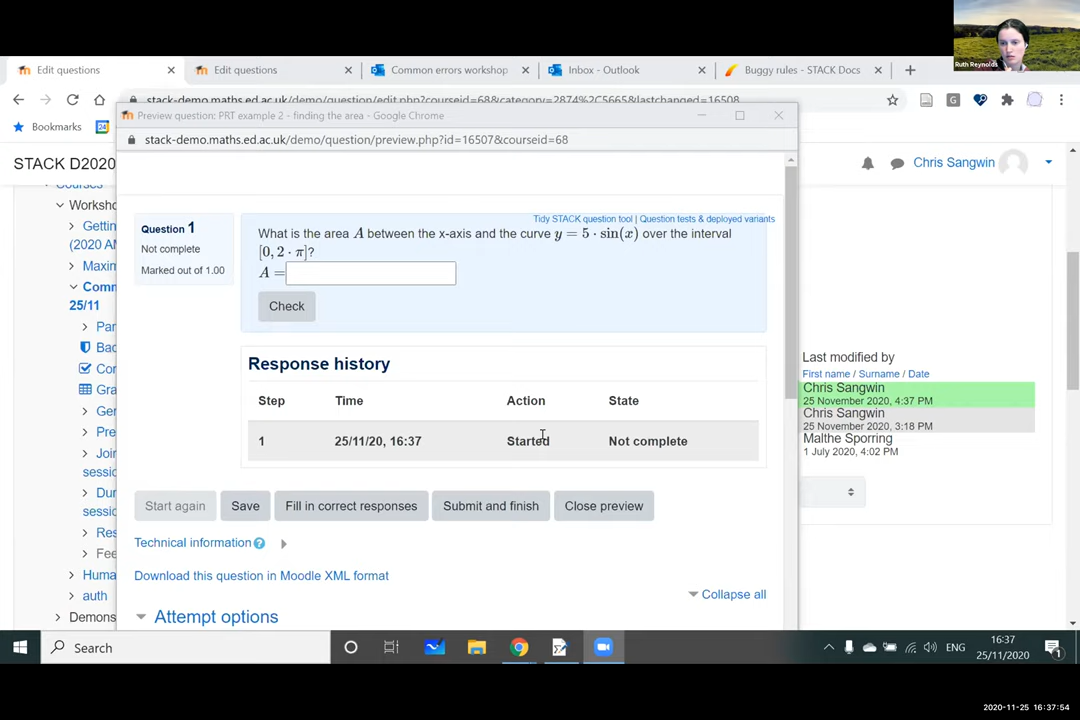 Ruth Reynolds
Edit questions
Edit questions
Common errors workshop
Inbox - Outlook
Buggy rules - STACK Docs
stack-demo.maths.ed.ac.uk/demo/question/edit.php?courseid=68&category=2874%2C5665&lastchanged=16508
Bookmarks
Preview question: PRT example 2 - finding the area - Google Chrome
stack-demo.maths.ed.ac.uk/demo/question/preview.php?id=16507&courseid=68
STACK D2020
Chris Sangwin
Courses
Worksho
Getti
(2020 A
Maxin
Comm
25/11
Par
Bac
Cor
Gra
Ger
Pre
Join
sessi
Dur
sessi
Res
Fee
Huma
auth
Demons
Tidy STACK question tool | Question tests & deployed variants
Question 1
Not complete
Marked out of 1.00
What is the area A between the x-axis and the curve y = 5 · sin(x) over the interval
[0, 2 · π]?
A =
Check
Response history
Step Time Action State
1 25/11/20, 16:37 Started Not complete
Start again Save Fill in correct responses Submit and finish Close preview
Technical information
Download this question in Moodle XML format
Collapse all
Attempt options
Last modified by
First name / Surname / Date
Chris Sangwin
25 November 2020, 4:37 PM
Chris Sangwin
25 November 2020, 3:18 PM
Malthe Sporring
1 July 2020, 4:02 PM
Search
ENG
16:37
25/11/2020
1
2020-11-25 16:37:54